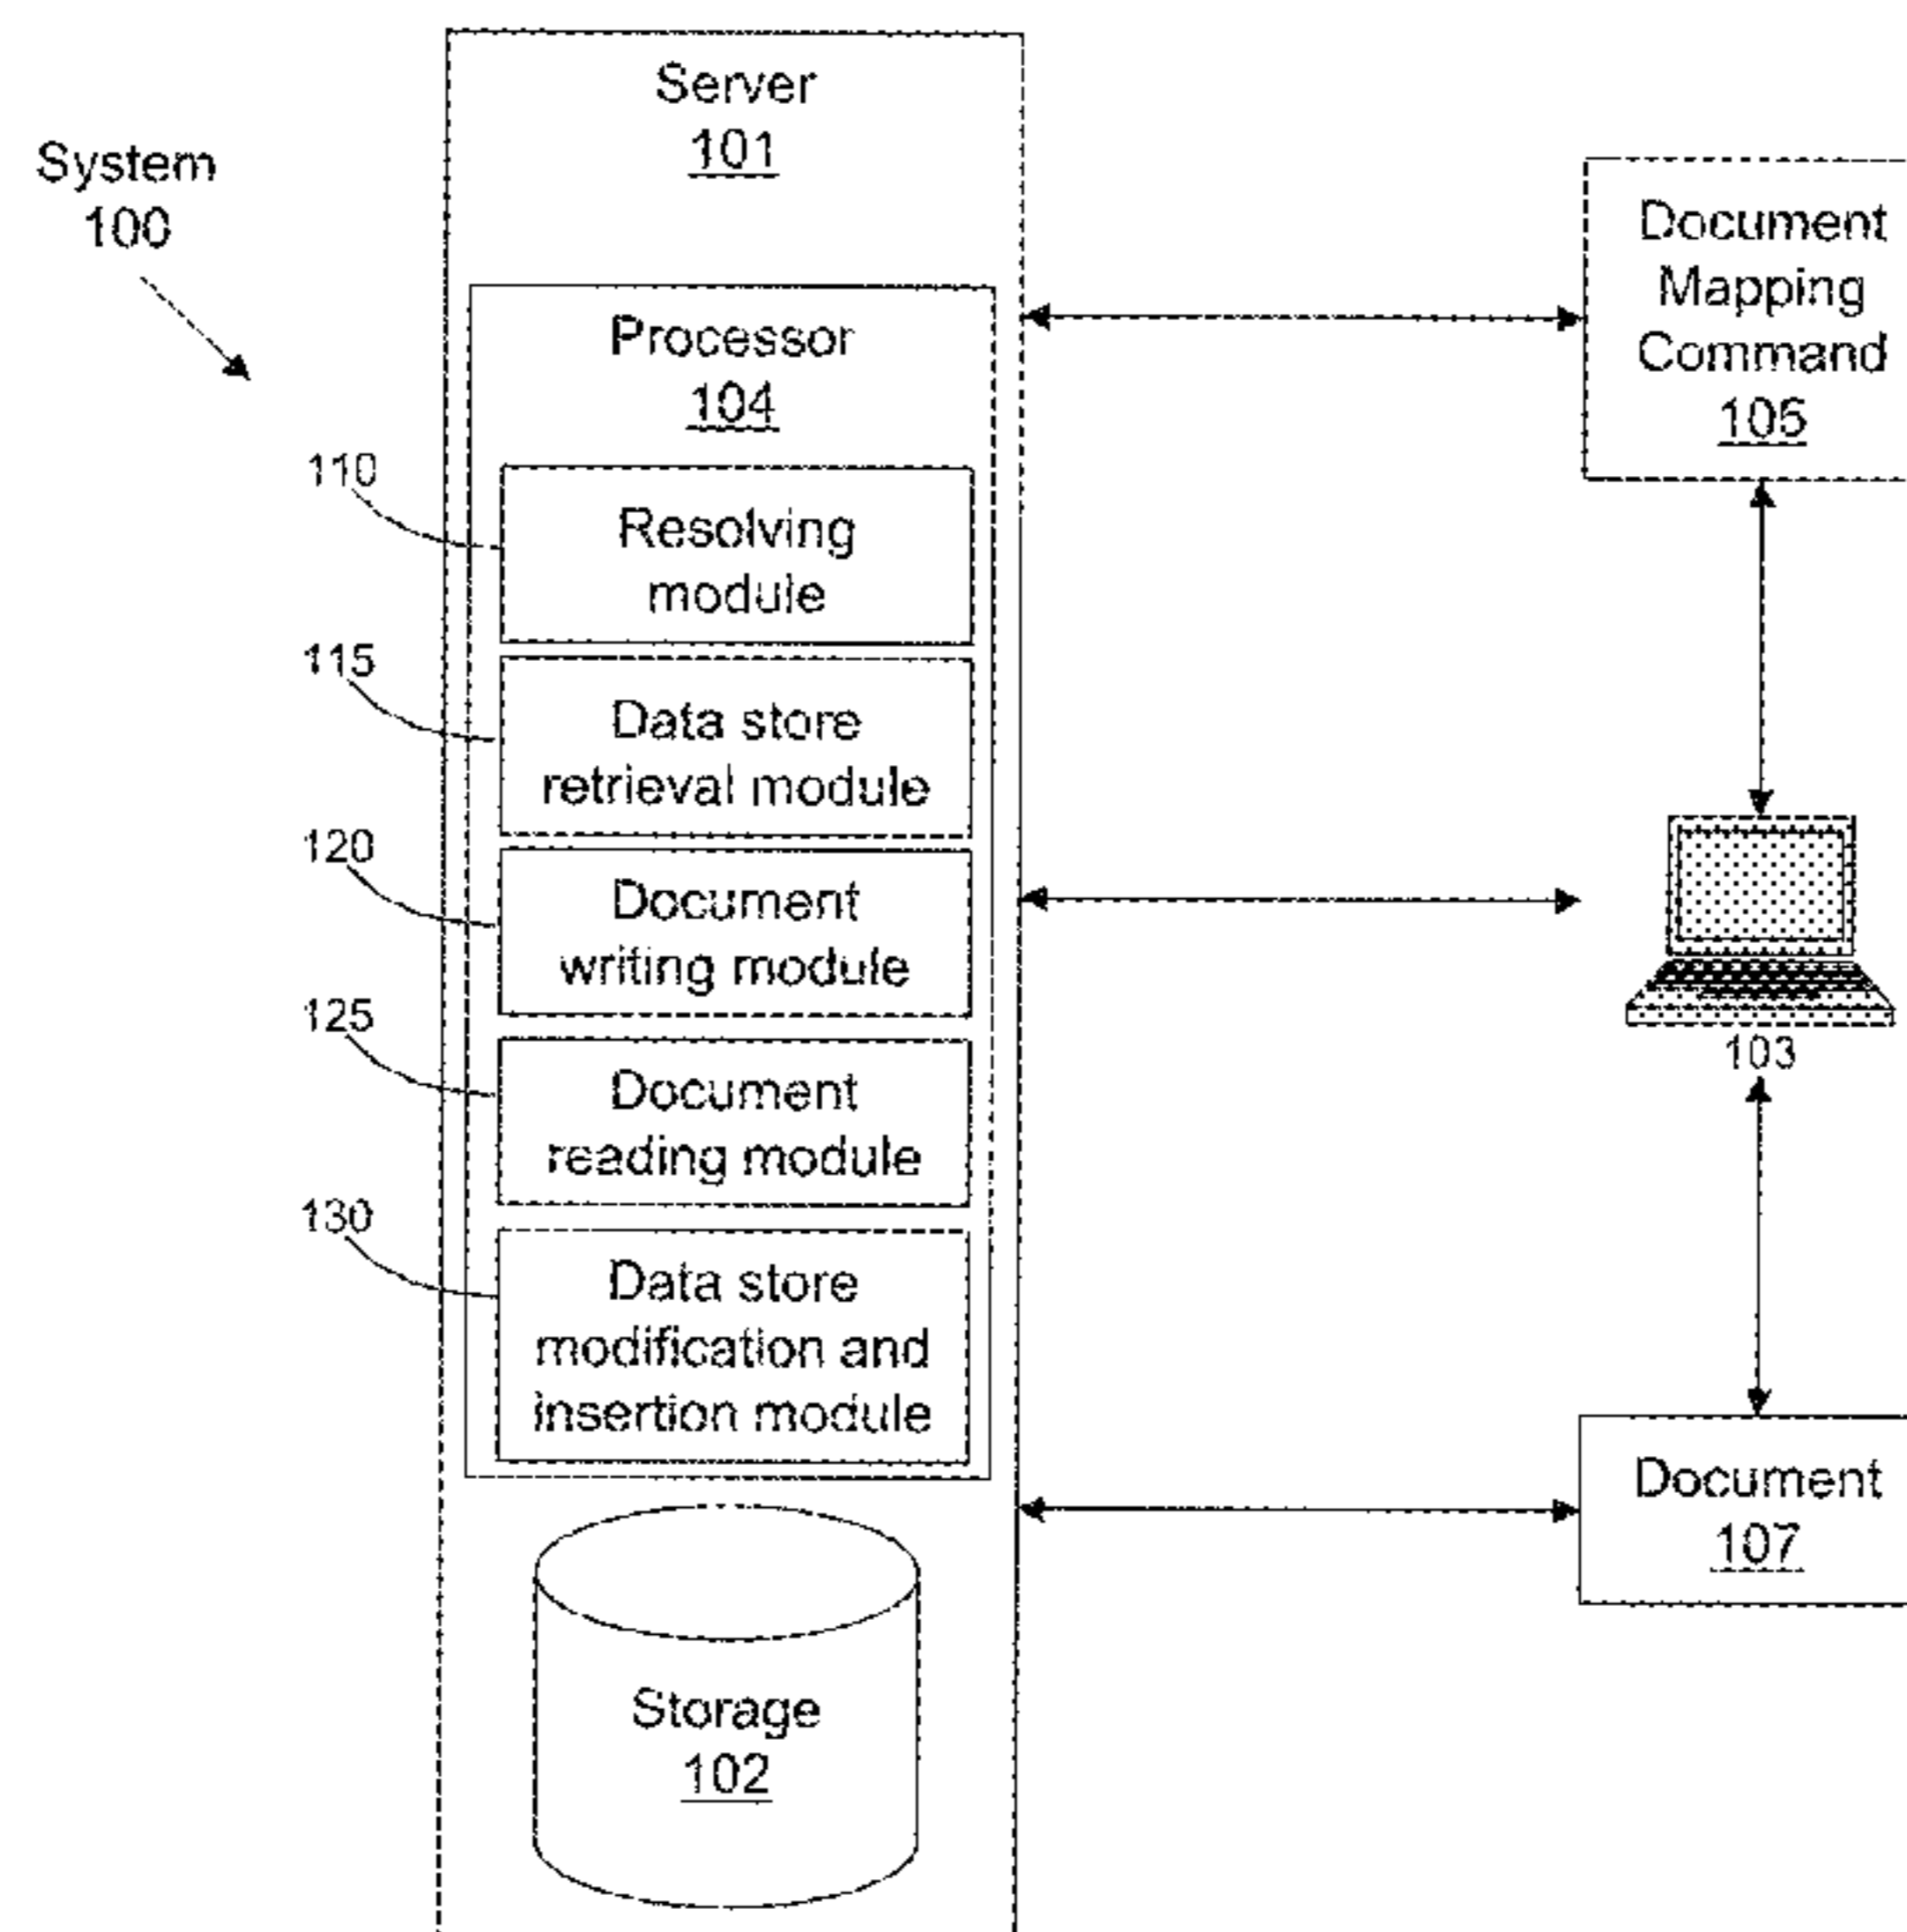 System
100
Server
101
Processor
104
110
Resolving
module
115
Data store
retrieval module
120
Document
writing module
125
Document
reading module
130
Data store
modification and
insertion module
Storage
102
Document
Mapping
Command
106
103
Document
107